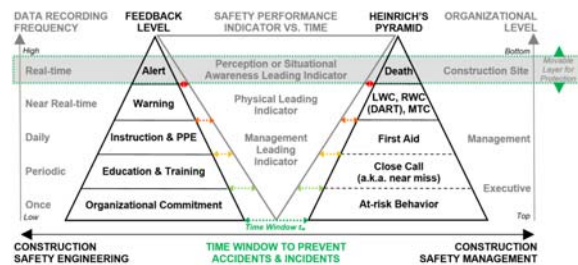 DATA RECORDING
FREQUENCY
FEEDBACK
LEVEL
SAFETY PERFORMANCE
INDICATOR VS. TIME
HEINRICH'S
PYRAMID
ORGANIZATIONAL
LEVEL
High
Bottom
Real-time
Alert
Perception or Situational
Awareness Leading Indicator
Death
Construction Site
Movable
Layer for
Protection
Near Real-time
Warning
Physical Leading
Indicator
LWC, RWC
(DART), MTC
Daily
Instruction & PPE
Management
Leading
Indicator
First Aid
Management
Periodic
Education & Training
Close Call
(a.k.a. near miss)
Executive
Once
Organizational Commitment
At-risk Behavior
Low
Time Window
Top
CONSTRUCTION
SAFETY ENGINEERING
TIME WINDOW TO PREVENT
ACCIDENTS & INCIDENTS
CONSTRUCTION
SAFETY MANAGEMENT